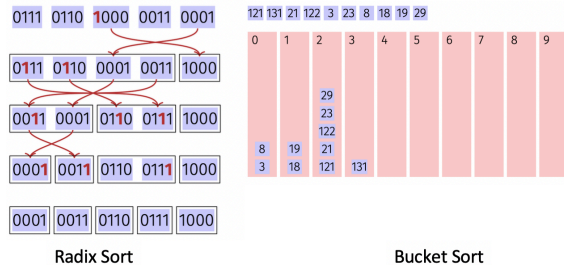 0111 0110 1000 0011 0001
0111 0110 0001 0011 1000
0011 0001 0110 0111 1000
0001 0011 0110 0111 1000
0001 0011 0110 0111 1000
Radix Sort
121 131 21 122 3 23 8 18 19 29
0 1 2 3 4 5 6 7 8 9
29
23
122
8 19 21
3 18 121 131
Bucket Sort